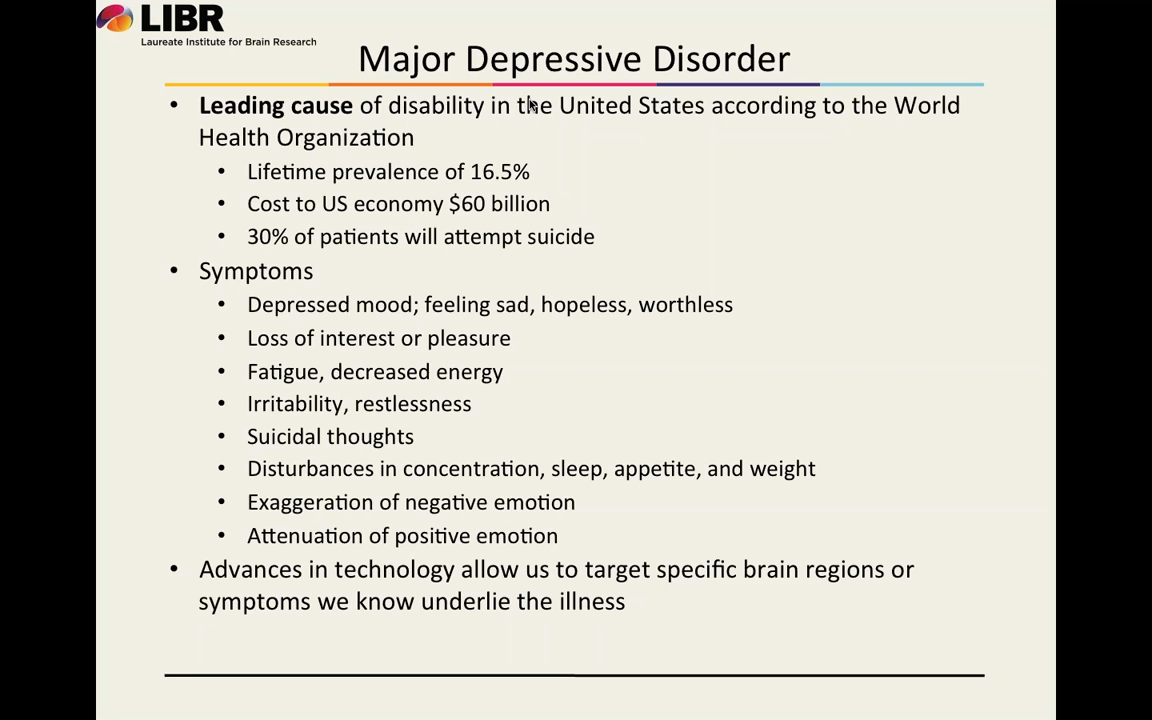 LIBR
Laureate Institute for Brain Research
Major Depressive Disorder
• Leading cause of disability in the United States according to the World
Health Organization
• Lifetime prevalence of 16.5%
• Cost to US economy $60 billion
• 30% of patients will attempt suicide
• Symptoms
• Depressed mood; feeling sad, hopeless, worthless
• Loss of interest or pleasure
• Fatigue, decreased energy
• Irritability, restlessness
• Suicidal thoughts
• Disturbances in concentration, sleep, appetite, and weight
• Exaggeration of negative emotion
• Attenuation of positive emotion
• Advances in technology allow us to target specific brain regions or
symptoms we know underlie the illness